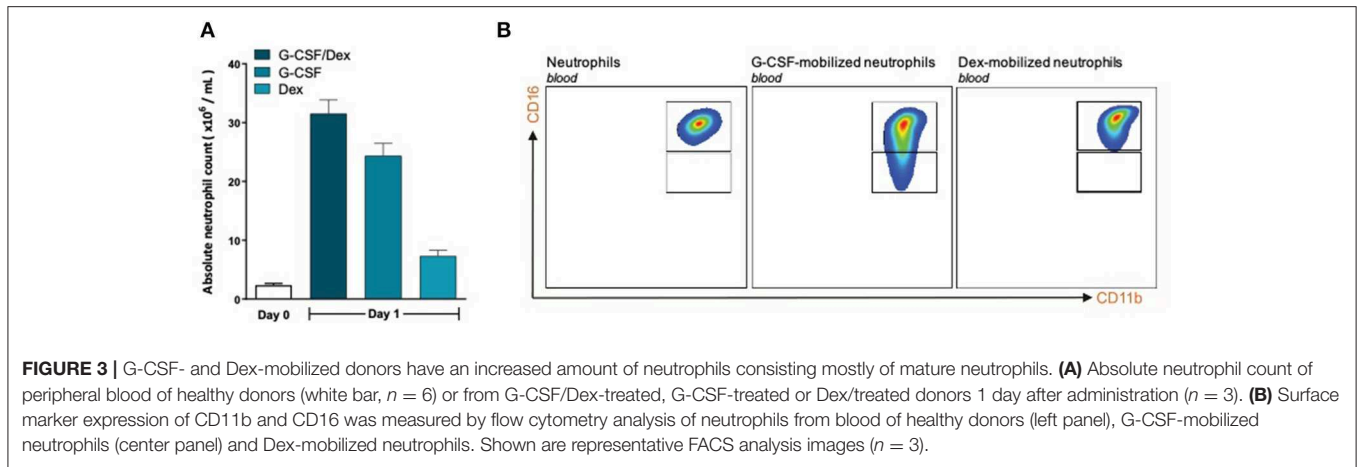 A
G-CSF/Dex
G-CSF
Dex
Absolute neutrophil count ( x10⁶ / mL)
40
30
20
10
0
Day 0
Day 1
B
Neutrophils
blood
G-CSF-mobilized neutrophils
blood
Dex-mobilized neutrophils
blood
CD16
CD11b
FIGURE 3 | G-CSF- and Dex-mobilized donors have an increased amount of neutrophils consisting mostly of mature neutrophils. (A) Absolute neutrophil count of
peripheral blood of healthy donors (white bar, n = 6) or from G-CSF/Dex-treated, G-CSF-treated or Dex/treated donors 1 day after administration (n = 3). (B) Surface
marker expression of CD11b and CD16 was measured by flow cytometry analysis of neutrophils from blood of healthy donors (left panel), G-CSF-mobilized
neutrophils (center panel) and Dex-mobilized neutrophils. Shown are representative FACS analysis images (n = 3).